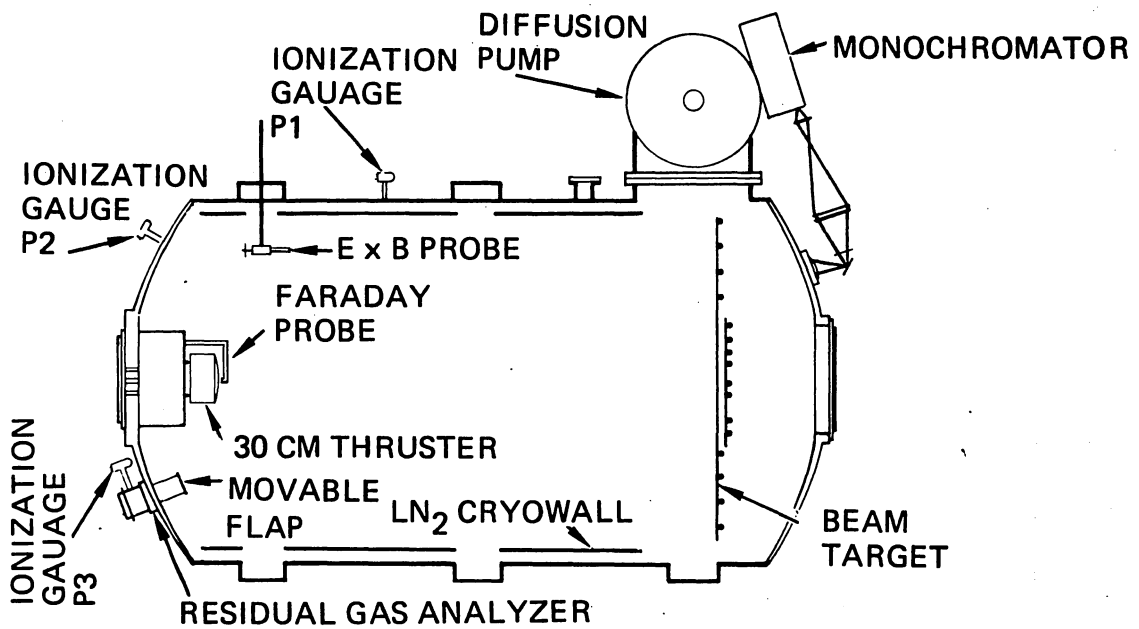 DIFFUSION
PUMP
MONOCHROMATOR
IONIZATION
GAUAGE
P1
IONIZATION
GAUGE
P2
E x B PROBE
FARADAY
PROBE
30 CM THRUSTER
IONIZATION
GAUAGE
P3
MOVABLE
FLAP
LN₂ CRYOWALL
BEAM
TARGET
RESIDUAL GAS ANALYZER